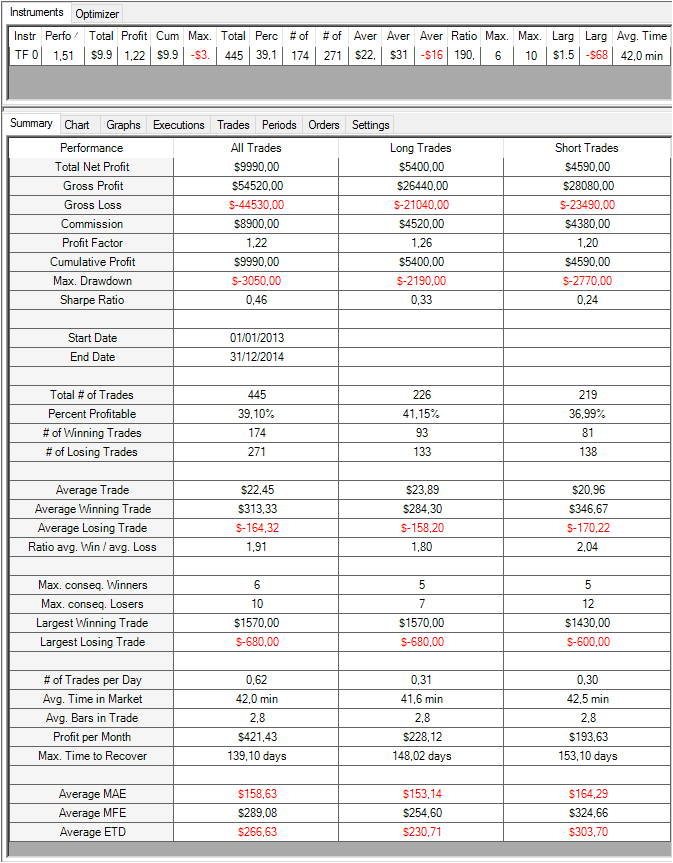 Instruments Optimizer
Instr Perfo Total Profit Cum Max. Total Perc # of # of Aver Aver Aver Ratio Max. Max. Larg Larg Avg. Time
TF 0 1,51 $9.9 1,22 $9.9 -$3. 445 39,1 174 271 $22, $31 -$16 190, 6 10 $1.5 -$68 42,0 min
Summary Chart Graphs Executions Trades Periods Orders Settings
Performance All Trades Long Trades Short Trades
Total Net Profit $9990,00 $5400,00 $4590,00
Gross Profit $54520,00 $26440,00 $28080,00
Gross Loss $-44530,00 $-21040,00 $-23490,00
Commission $8900,00 $4520,00 $4380,00
Profit Factor 1,22 1,26 1,20
Cumulative Profit $9990,00 $5400,00 $4590,00
Max. Drawdown $-3050,00 $-2190,00 $-2770,00
Sharpe Ratio 0,46 0,33 0,24
Start Date 01/01/2013
End Date 31/12/2014
Total # of Trades 445 226 219
Percent Profitable 39,10% 41,15% 36,99%
# of Winning Trades 174 93 81
# of Losing Trades 271 133 138
Average Trade $22,45 $23,89 $20,96
Average Winning Trade $313,33 $284,30 $346,67
Average Losing Trade $-164,32 $-158,20 $-170,22
Ratio avg. Win / avg. Loss 1,91 1,80 2,04
Max. conseq. Winners 6 5 5
Max. conseq. Losers 10 7 12
Largest Winning Trade $1570,00 $1570,00 $1430,00
Largest Losing Trade $-680,00 $-680,00 $-600,00
# of Trades per Day 0,62 0,31 0,30
Avg. Time in Market 42,0 min 41,6 min 42,5 min
Avg. Bars in Trade 2,8 2,8 2,8
Profit per Month $421,43 $228,12 $193,63
Max. Time to Recover 139,10 days 148,02 days 153,10 days
Average MAE $158,63 $153,14 $164,29
Average MFE $289,08 $254,60 $324,66
Average ETD $266,63 $230,71 $303,70